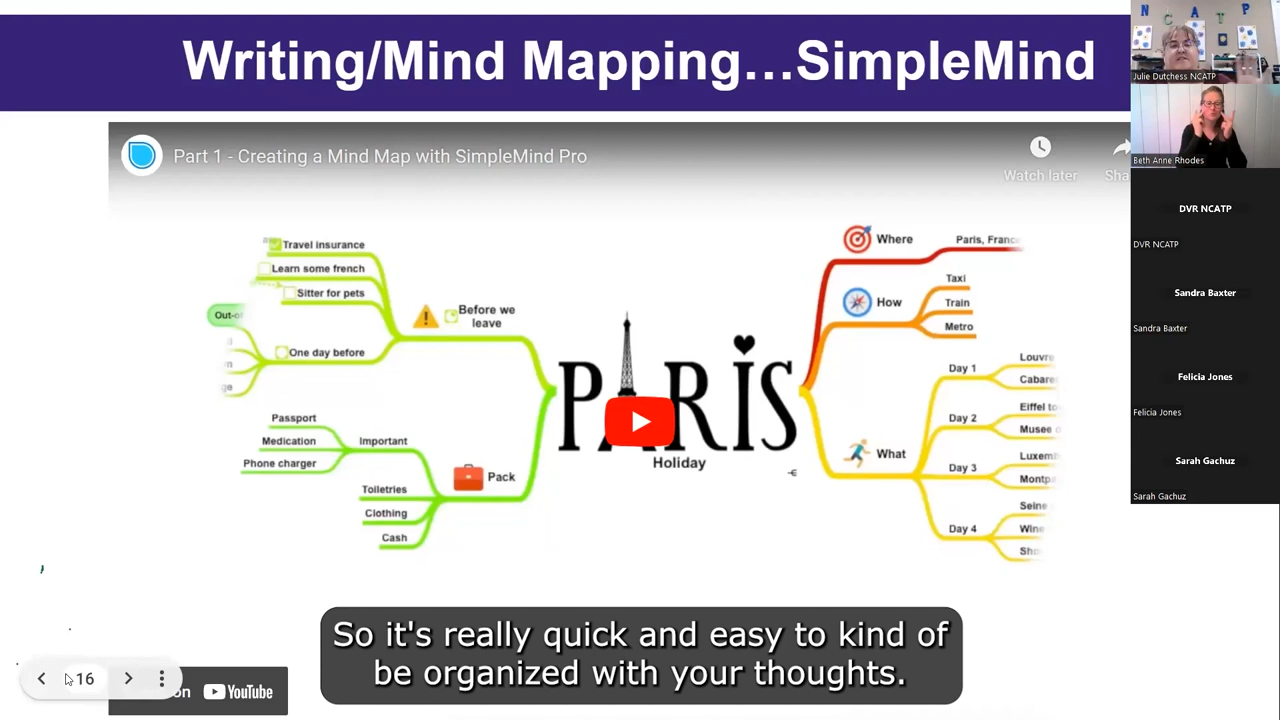 Writing/Mind Mapping...SimpleMind
Part 1 - Creating a Mind Map with SimpleMind Pro
Watch later
Travel insurance
Learn some french
Sitter for pets
Before we
leave
One day before
Passport
Medication
Phone charger
Important
Pack
Toiletries
Clothing
Cash
PARIS
Holiday
Where
Paris,
How
Taxi
Train
Metro
What
Day 1
Louvre
Day 2
Eiffel
Musee
Day 3
Day 4
Seine
So it's really quick and easy to kind of
be organized with your thoughts.
16
YouTube
N C A T P
Julie Dutchess NCATP
Beth Anne Rhodes
DVR NCATP
DVR NCATP
Sandra Baxter
Sandra Baxter
Felicia Jones
Felicia Jones
Sarah Gachuz
Sarah Gachuz